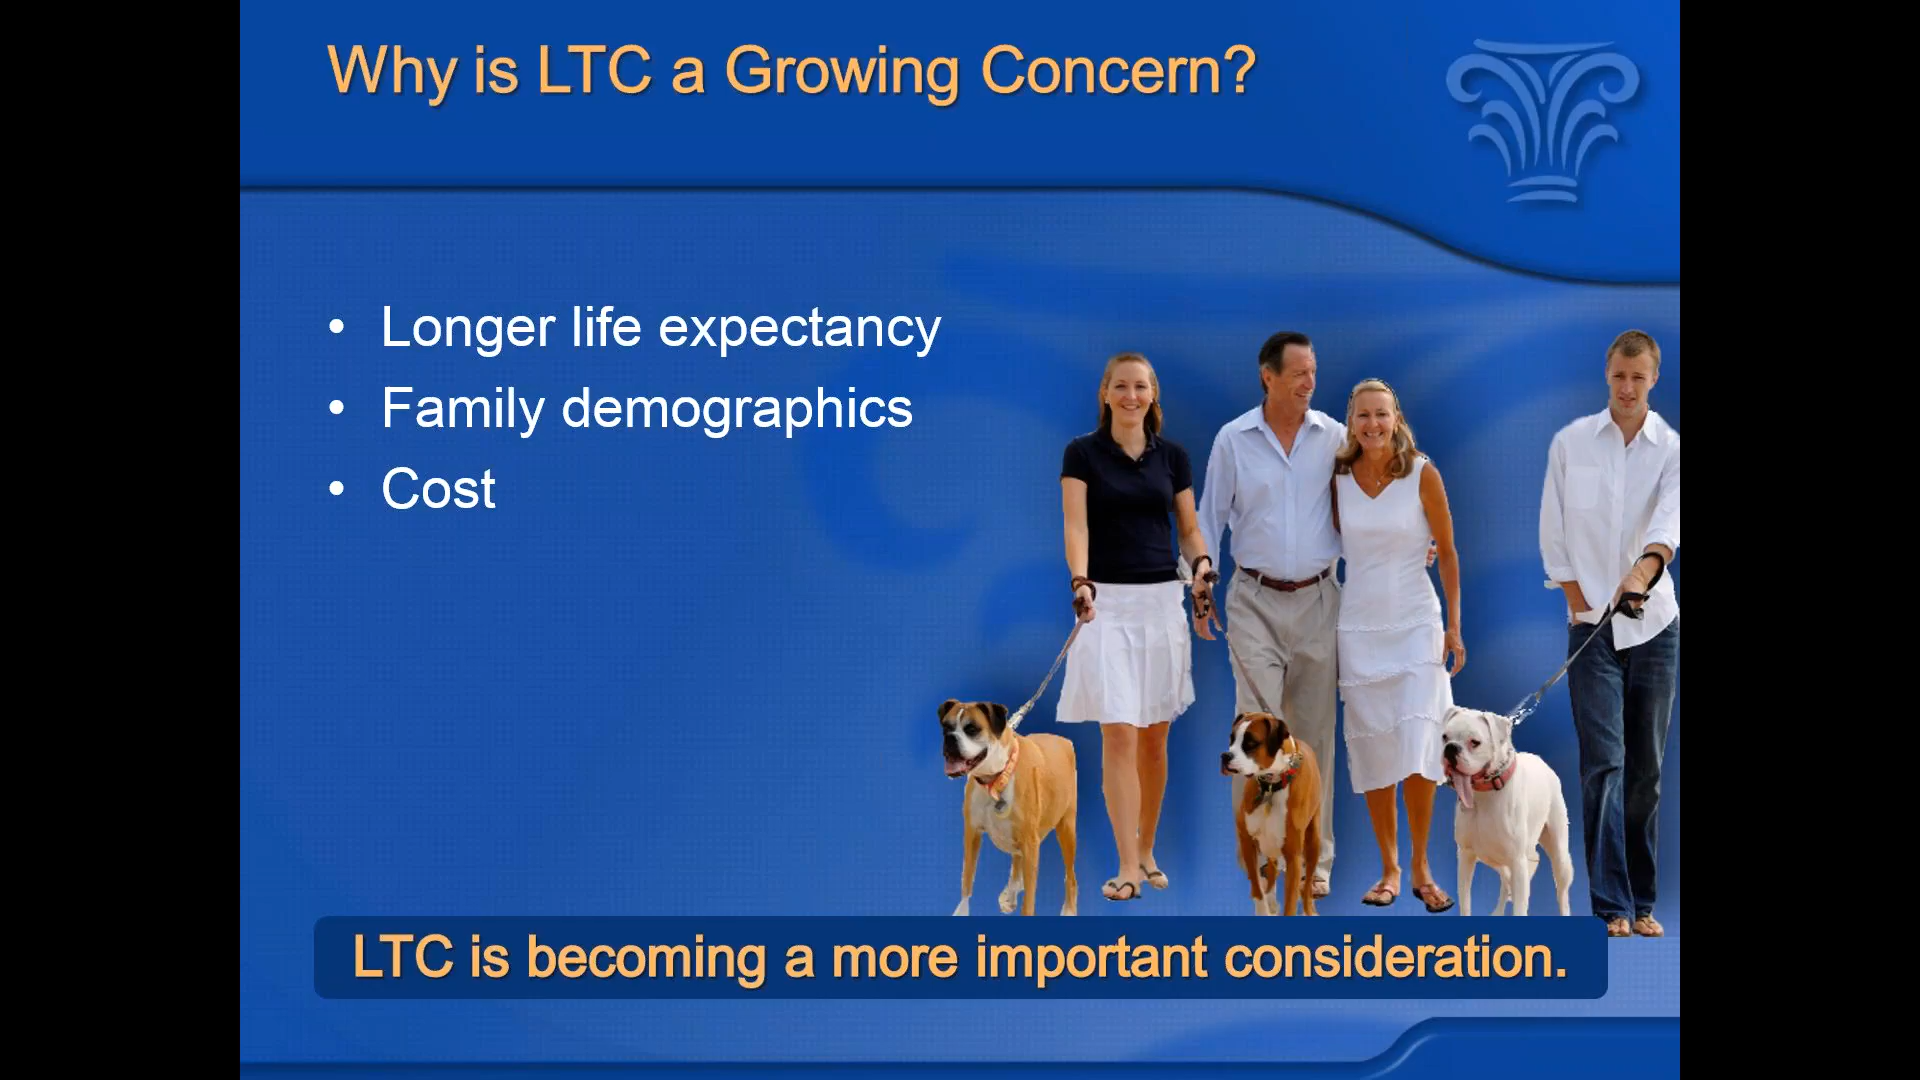 Why is LTC a Growing Concern?
• Longer life expectancy
• Family demographics
• Cost
LTC is becoming a more important consideration.